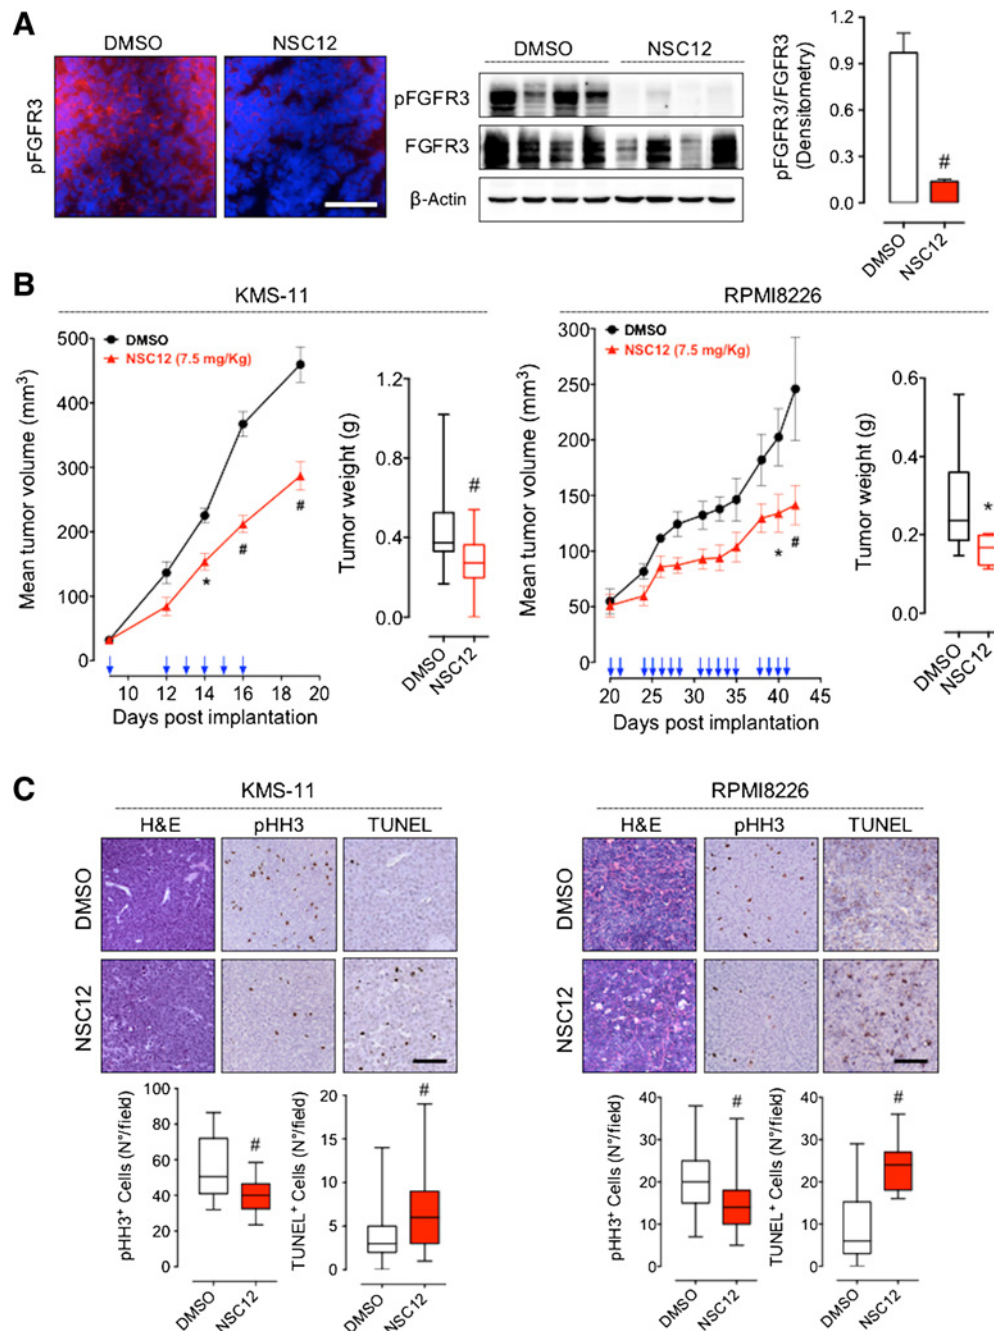 A
DMSO NSC12
pFGFR3
DMSO NSC12
pFGFR3
FGFR3
β-Actin
pFGFR3/FGFR3
(Densitometry)
1.2
0.9
0.6
0.3
0.0
#
DMSO
NSC12
B
KMS-11
DMSO
NSC12 (7.5 mg/Kg)
Mean tumor volume (mm³)
500
400
300
200
100
0
*
#
#
10 12 14 16 18 20
Days post implantation
Tumor weight (g)
1.2
0.8
0.4
0.0
#
DMSO
NSC12
RPMI8226
DMSO
NSC12 (7.5 mg/Kg)
Mean tumor volume (mm³)
300
250
200
150
100
50
0
*
#
20 25 30 35 40 45
Days post implantation
Tumor weight (g)
0.6
0.4
0.2
0.0
*
DMSO
NSC12
C
KMS-11
H&E pHH3 TUNEL
DMSO
NSC12
pHH3⁺ Cells (N°/field)
100
80
60
40
20
0
#
DMSO
NSC12
TUNEL⁺ Cells (N°/field)
20
15
10
5
0
#
DMSO
NSC12
RPMI8226
H&E pHH3 TUNEL
DMSO
NSC12
pHH3⁺ Cells (N°/field)
40
30
20
10
0
#
DMSO
NSC12
TUNEL⁺ Cells (N°/field)
40
30
20
10
0
#
DMSO
NSC12